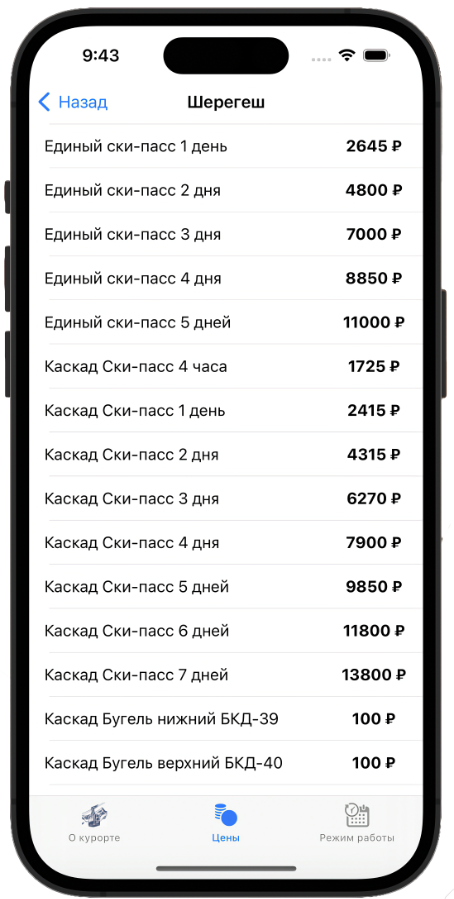 9:43
Назад
Шерегеш
Единый ски-пасс 1 день 2645 ₽
Единый ски-пасс 2 дня 4800 ₽
Единый ски-пасс 3 дня 7000 ₽
Единый ски-пасс 4 дня 8850 ₽
Единый ски-пасс 5 дней 11000 ₽
Каскад Ски-пасс 4 часа 1725 ₽
Каскад Ски-пасс 1 день 2415 ₽
Каскад Ски-пасс 2 дня 4315 ₽
Каскад Ски-пасс 3 дня 6270 ₽
Каскад Ски-пасс 4 дня 7900 ₽
Каскад Ски-пасс 5 дней 9850 ₽
Каскад Ски-пасс 6 дней 11800 ₽
Каскад Ски-пасс 7 дней 13800 ₽
Каскад Бугель нижний БКД-39 100 ₽
Каскад Бугель верхний БКД-40 100 ₽
О курорте
Цены
Режим работы